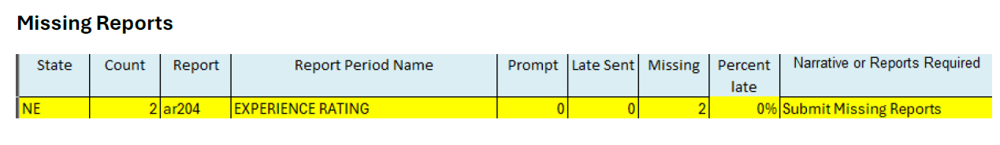 Missing Reports
State Count Report Report Period Name Prompt Late Sent Missing Percent late Narrative or Reports Required
NE 2 ar204 EXPERIENCE RATING 0 0 2 0% Submit Missing Reports